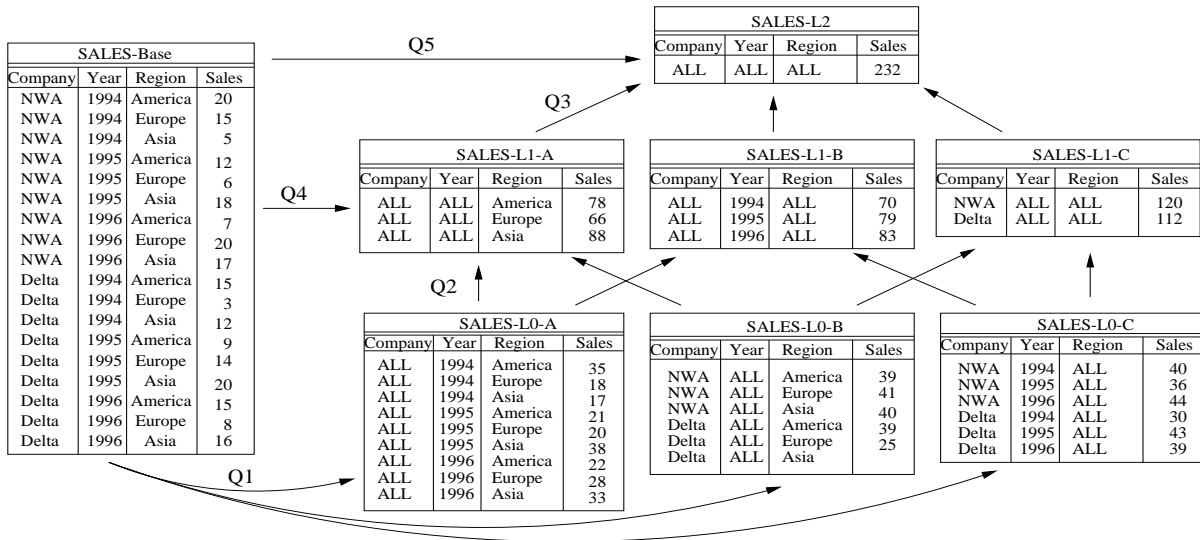 SALES-L2
Company Year Region Sales
ALL ALL ALL 232
Q5
SALES-Base
Company Year Region Sales
NWA 1994 America 20
NWA 1994 Europe 15
NWA 1994 Asia 5
NWA 1995 America 12
NWA 1995 Europe 6
NWA 1995 Asia 18
NWA 1996 America 7
NWA 1996 Europe 20
NWA 1996 Asia 17
Delta 1994 America 15
Delta 1994 Europe 3
Delta 1994 Asia 12
Delta 1995 America 9
Delta 1995 Europe 14
Delta 1995 Asia 20
Delta 1996 America 15
Delta 1996 Europe 8
Delta 1996 Asia 16
Q3
Q4
SALES-L1-A
Company Year Region Sales
ALL ALL America 78
ALL ALL Europe 66
ALL ALL Asia 88
SALES-L1-B
Company Year Region Sales
ALL 1994 ALL 70
ALL 1995 ALL 79
ALL 1996 ALL 83
SALES-L1-C
Company Year Region Sales
NWA ALL ALL 120
Delta ALL ALL 112
Q2
SALES-L0-A
Company Year Region Sales
ALL 1994 America 35
ALL 1994 Europe 18
ALL 1994 Asia 17
ALL 1995 America 21
ALL 1995 Europe 20
ALL 1995 Asia 38
ALL 1996 America 22
ALL 1996 Europe 28
ALL 1996 Asia 33
SALES-L0-B
Company Year Region Sales
NWA ALL America 39
NWA ALL Europe 41
NWA ALL Asia 40
Delta ALL America 39
Delta ALL Europe 25
Delta ALL Asia
SALES-L0-C
Company Year Region Sales
NWA 1994 ALL 40
NWA 1995 ALL 36
NWA 1996 ALL 44
Delta 1994 ALL 30
Delta 1995 ALL 43
Delta 1996 ALL 39
Q1